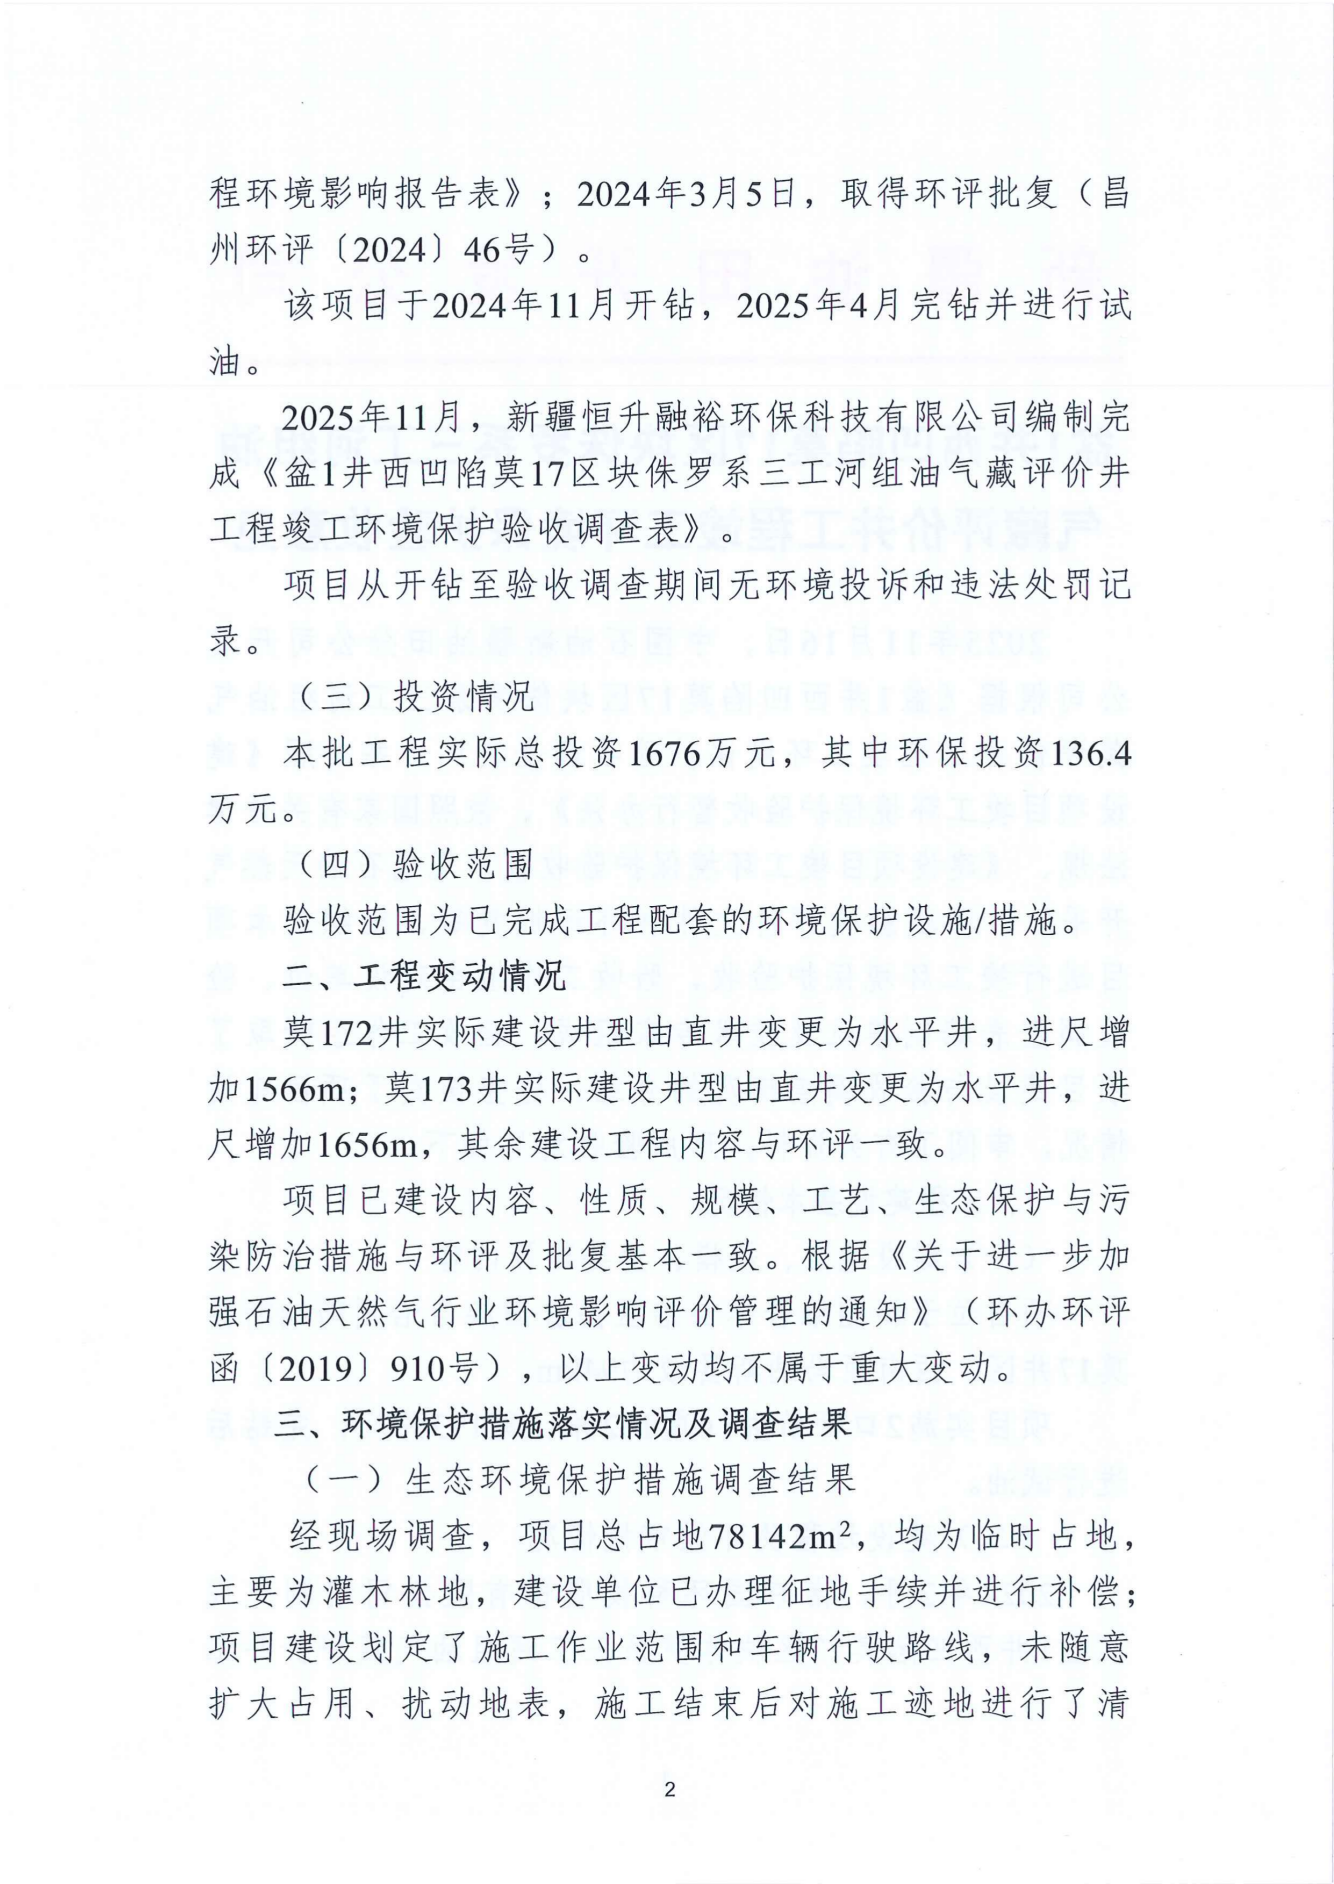 程环境影响报告表》；2024年3月5日，取得环评批复（昌
州环评〔2024〕46号）。
该项目于2024年11月开钻，2025年4月完钻并进行试
油。
2025年11月，新疆恒升融裕环保科技有限公司编制完
成《盆1井西凹陷莫17区块侏罗系三工河组油气藏评价井
工程竣工环境保护验收调查表》。
项目从开钻至验收调查期间无环境投诉和违法处罚记
录。
（三）投资情况
本批工程实际总投资1676万元，其中环保投资136.4
万元。
（四）验收范围
验收范围为已完成工程配套的环境保护设施/措施。
二、工程变动情况
莫172井实际建设井型由直井变更为水平井，进尺增
加1566m；莫173井实际建设井型由直井变更为水平井，进
尺增加1656m，其余建设工程内容与环评一致。
项目已建设内容、性质、规模、工艺、生态保护与污
染防治措施与环评及批复基本一致。根据《关于进一步加
强石油天然气行业环境影响评价管理的通知》（环办环评
函〔2019〕910号），以上变动均不属于重大变动。
三、环境保护措施落实情况及调查结果
（一）生态环境保护措施调查结果
经现场调查，项目总占地78142m²，均为临时占地，
主要为灌木林地，建设单位已办理征地手续并进行补偿；
项目建设划定了施工作业范围和车辆行驶路线，未随意
扩大占用、扰动地表，施工结束后对施工迹地进行了清
2